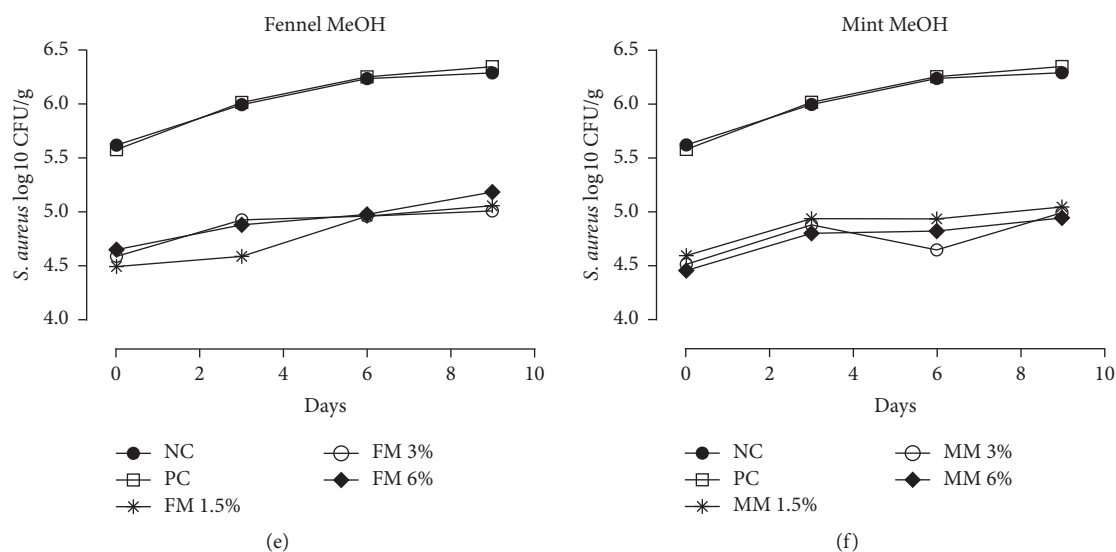 Fennel MeOH
6.5
6.0
5.5
5.0
4.5
4.0
S. aureus log10 CFU/g
0 2 4 6 8 10
Days
NC
PC
FM 1.5%
FM 3%
FM 6%
(e)
Mint MeOH
6.5
6.0
5.5
5.0
4.5
4.0
S. aureus log10 CFU/g
0 2 4 6 8 10
Days
NC
PC
MM 1.5%
MM 3%
MM 6%
(f)